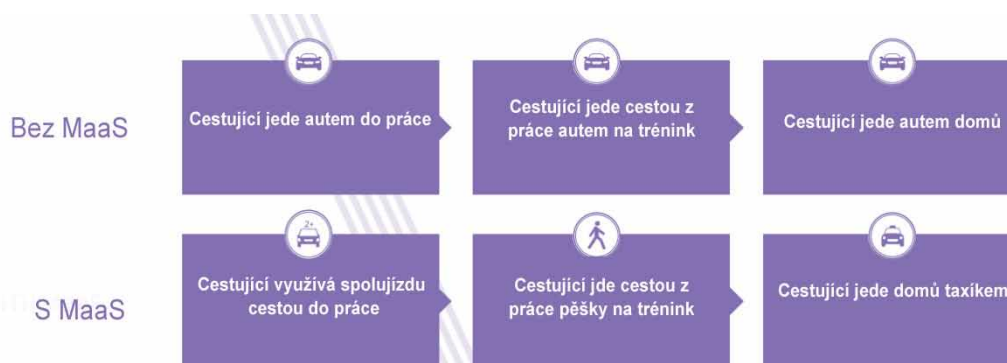 Bez MaaS
Cestující jede autem do práce
Cestující jede cestou z
práce autem na trénink
Cestující jede autem domů
S MaaS
2+
Cestující využívá spolujízdu
cestou do práce
Cestující jde cestou z
práce pěšky na trénink
Cestující jede domů taxíkem